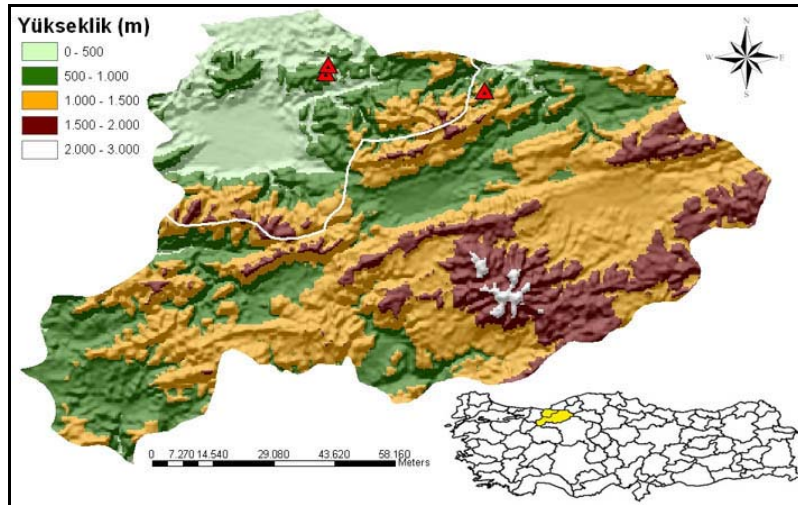 Yükseklik (m)
0 - 500
500 - 1.000
1.000 - 1.500
1.500 - 2.000
2.000 - 3.000
N
W E
S
0 7.270 14.540 29.080 43.620 58.160
Meters